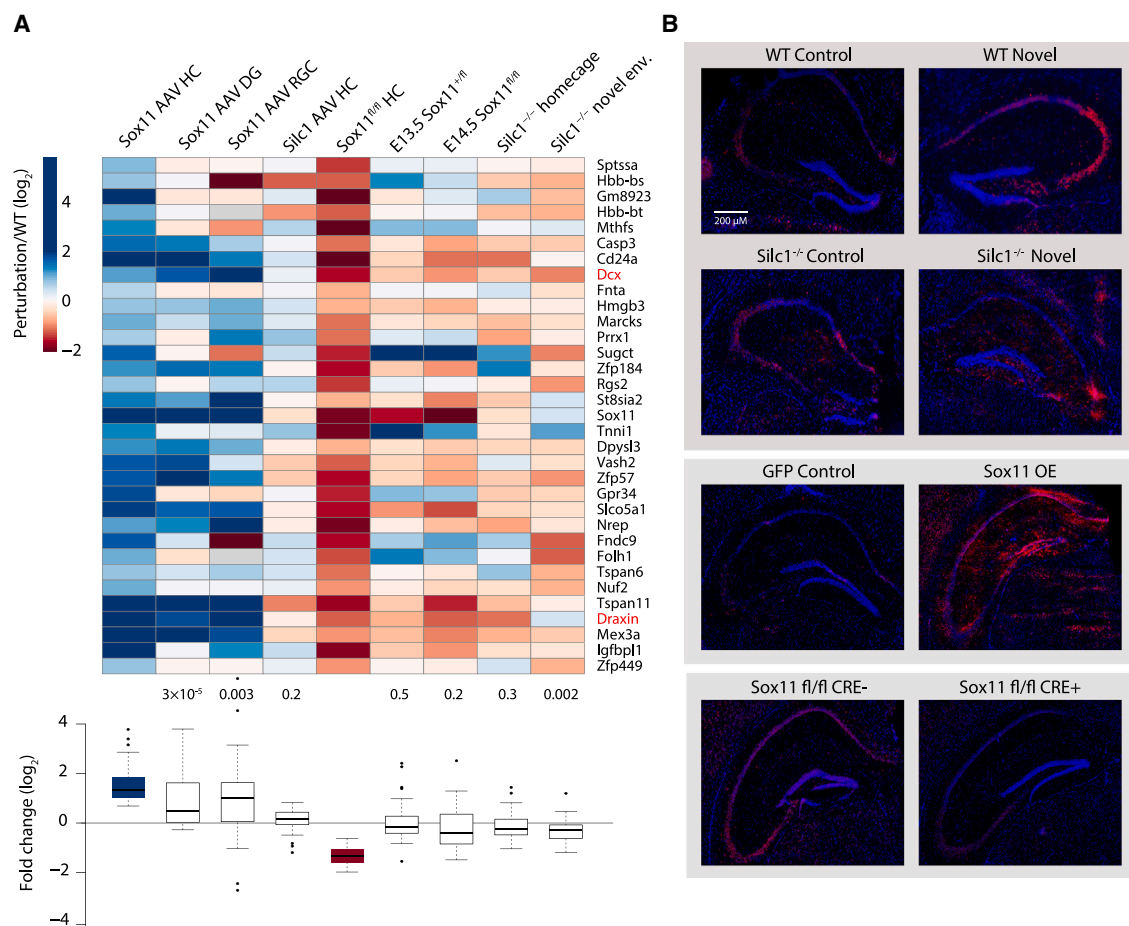 A
Sox11 AAV HC
Sox11 AAV DG
Sox11 AAV RGC
Silc1 AAV HC
Sox11fl/fl HC
E13.5 Sox11+/fl
E14.5 Sox11fl/fl
Silc1−/− homecage
Silc1−/− novel env.
Perturbation/WT (log2)
4
2
0
−2
Sptssa
Hbb-bs
Gm8923
Hbb-bt
Mthfs
Casp3
Cd24a
Dcx
Fnta
Hmgb3
Marcks
Prrx1
Sugct
Zfp184
Rgs2
St8sia2
Sox11
Tnni1
Dpysl3
Vash2
Zfp57
Gpr34
Slco5a1
Nrep
Fndc9
Folh1
Tspan6
Nuf2
Tspan11
Draxin
Mex3a
Igfbpl1
Zfp449
3×10-5 0.003 0.2 0.5 0.2 0.3 0.002
Fold change (log2)
4
2
0
−2
−4
B
WT Control
WT Novel
200 µM
Silc1-/- Control
Silc1-/- Novel
GFP Control
Sox11 OE
Sox11 fl/fl CRE-
Sox11 fl/fl CRE+